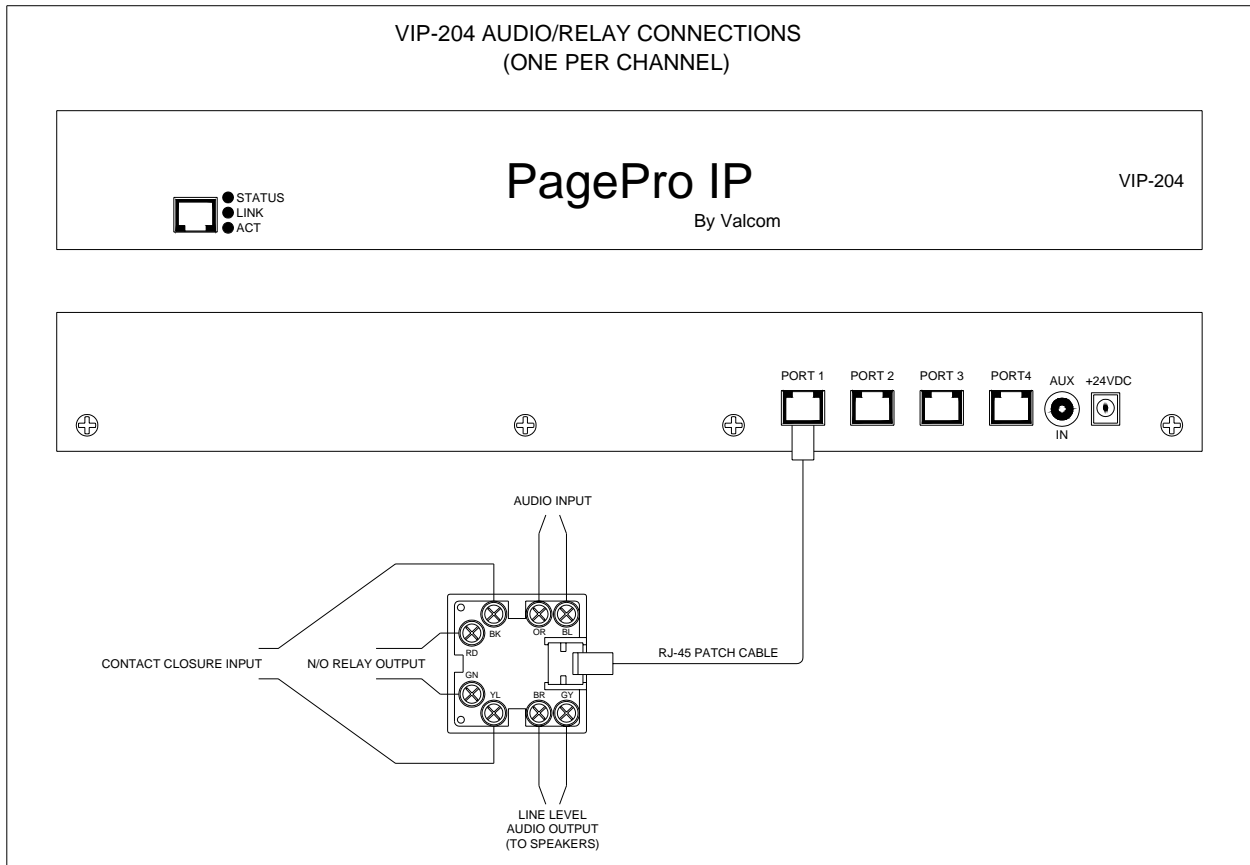 VIP-204 AUDIO/RELAY CONNECTIONS
(ONE PER CHANNEL)
PagePro IP
By Valcom
VIP-204
STATUS
LINK
ACT
PORT 1
PORT 2
PORT 3
PORT4
AUX
IN
+24VDC
AUDIO INPUT
BK
OR
BL
RD
GN
YL
BR
GY
CONTACT CLOSURE INPUT
N/O RELAY OUTPUT
RJ-45 PATCH CABLE
LINE LEVEL
AUDIO OUTPUT
(TO SPEAKERS)